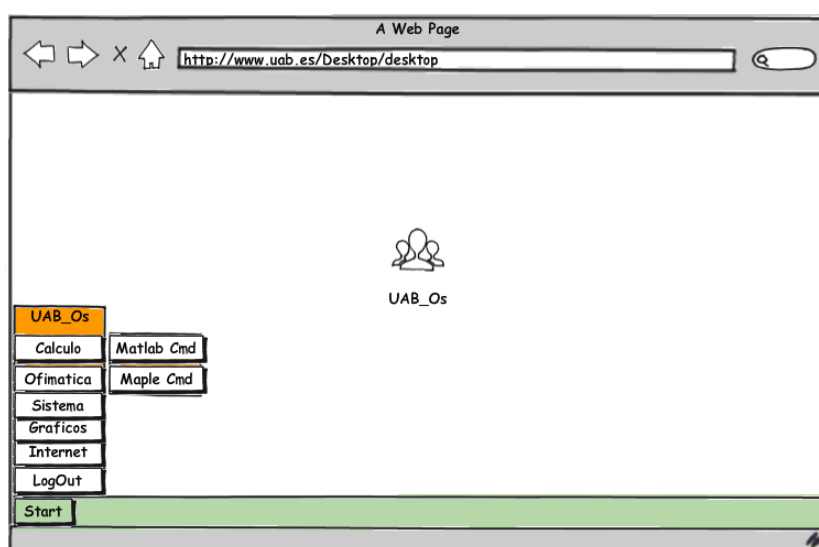 A Web Page
http://www.uab.es/Desktop/desktop
UAB_Os
UAB_Os
Calculo
Matlab Cmd
Ofimatica
Maple Cmd
Sistema
Graficos
Internet
LogOut
Start